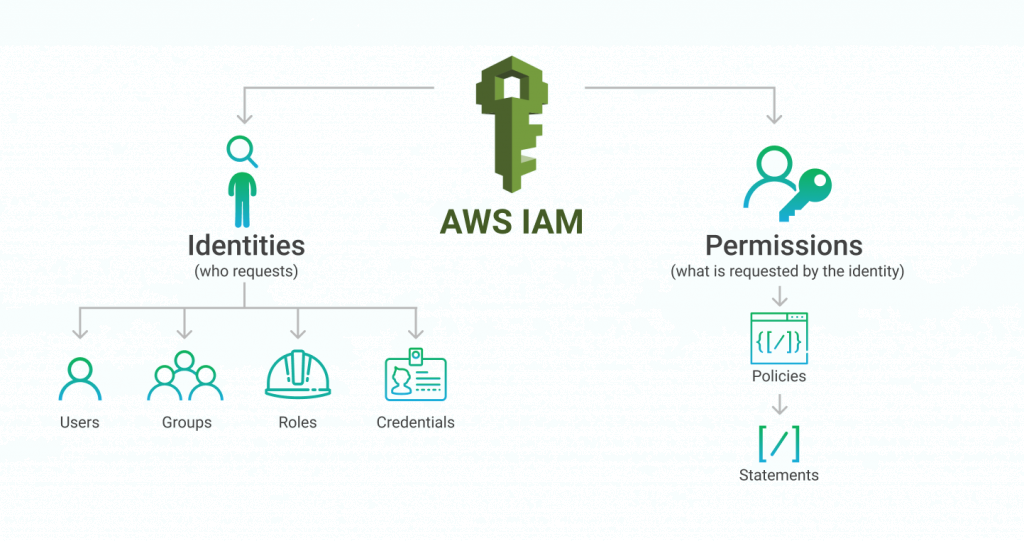 AWS IAM
Identities
(who requests)
Users
Groups
Roles
Credentials
Permissions
(what is requested by the identity)
{[/]}
Policies
[/]
Statements